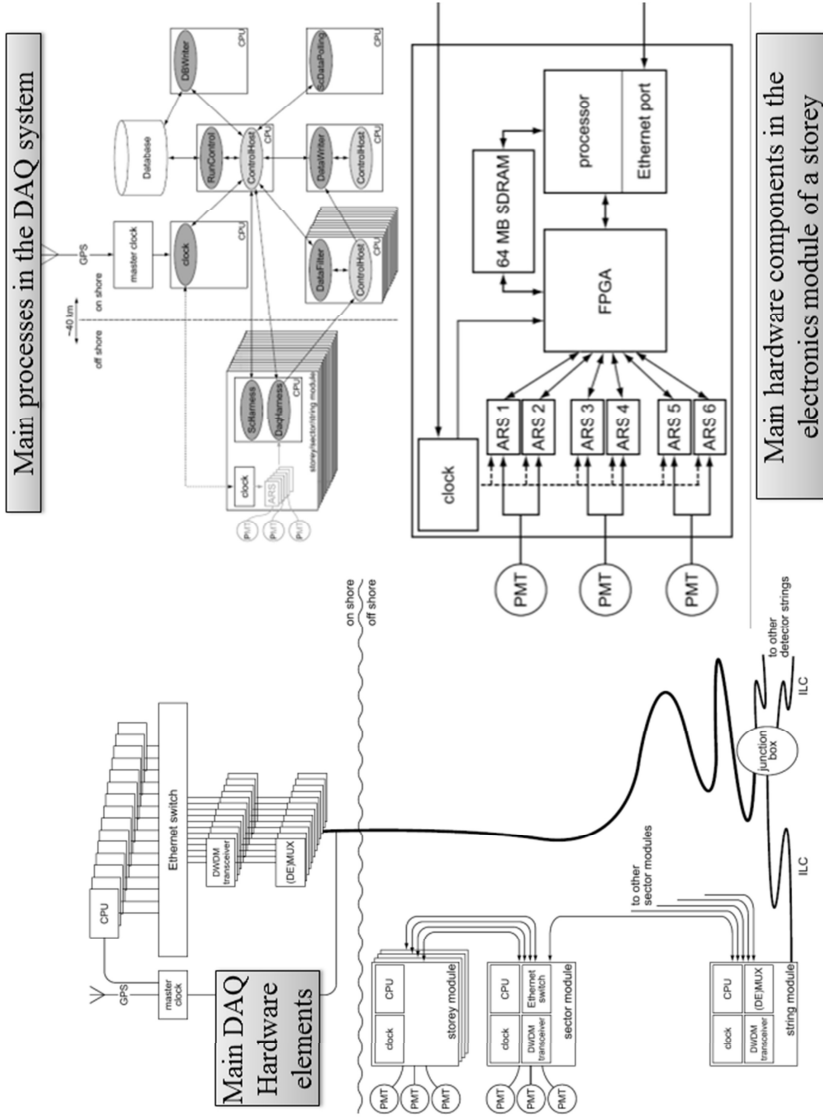 Main processes in the DAQ system
~40 km
off shore
on shore
GPS
master clock
clock
CPU
Database
DBWriter
CPU
RunControl
ControlHost
CPU
ScDataPolling
CPU
DataFilter
ControlHost
CPU
DataWriter
ControlHost
CPU
ScHarness
DaqHarness
CPU
clock
ARS
PMT
PMT
PMT
storey/sector/string module
clock
64 MB SDRAM
processor
Ethernet port
FPGA
ARS 1
ARS 2
ARS 3
ARS 4
ARS 5
ARS 6
PMT
PMT
PMT
Main hardware components in the
electronics module of a storey
CPU
Ethernet switch
GPS
master
clock
DWDM
transceiver
(DE)MUX
Main DAQ
Hardware
elements
on shore
off shore
clock
CPU
storey module
PMT
PMT
PMT
clock
CPU
DWDM
transceiver
Ethernet
switch
sector module
PMT
PMT
PMT
to other
sector modules
clock
CPU
DWDM
transceiver
(DE)MUX
string module
ILC
junction
box
ILC
to other
detector strings